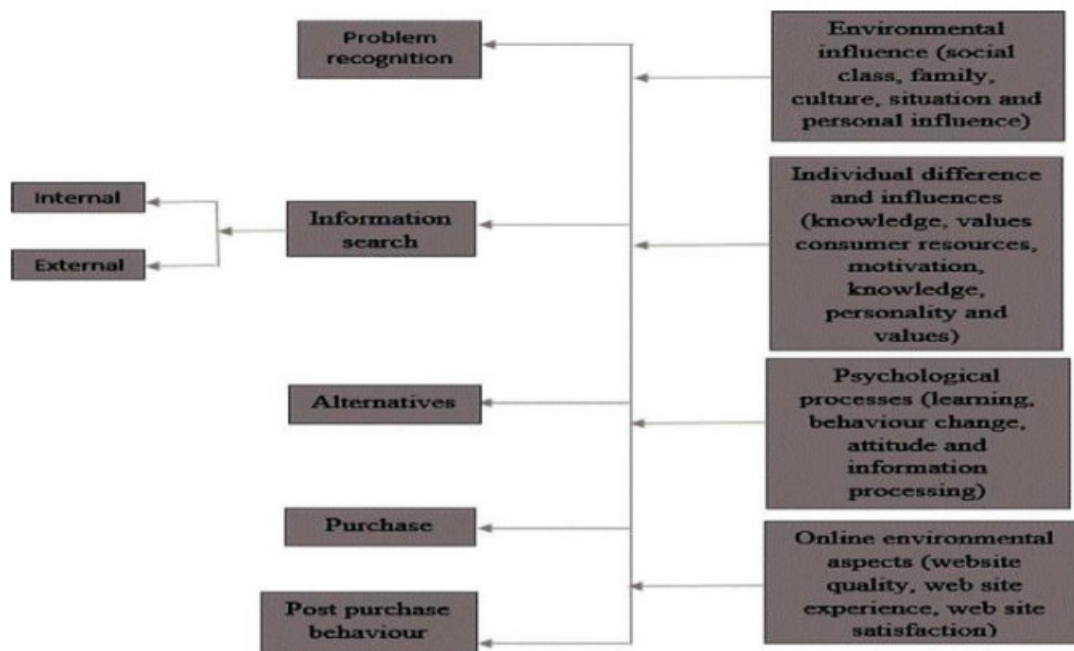 Problem
recognition
Internal
External
Information
search
Alternatives
Purchase
Post purchase
behaviour
Environmental
influence (social
class, family,
culture, situation and
personal influence)
Individual difference
and influences
(knowledge, values
consumer resources,
motivation,
knowledge,
personality and
values)
Psychological
processes (learning,
behaviour change,
attitude and
information
processing)
Online environmental
aspects (website
quality, web site
experience, web site
satisfaction)